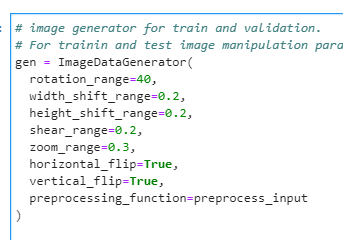 # image generator for train and validation.
# For trainin and test image manipulation para
gen = ImageDataGenerator(
  rotation_range=40,
  width_shift_range=0.2,
  height_shift_range=0.2,
  shear_range=0.2,
  zoom_range=0.3,
  horizontal_flip=True,
  vertical_flip=True,
  preprocessing_function=preprocess_input
)